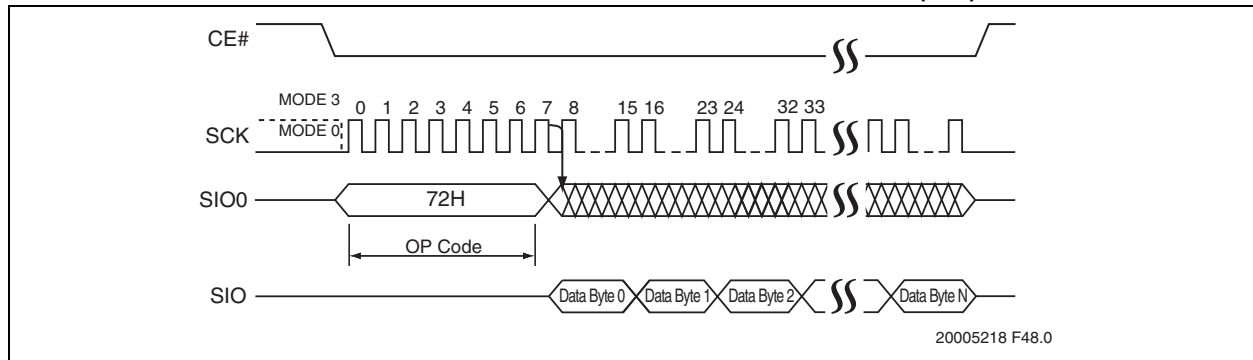 CE#
MODE 3
0 1 2 3 4 5 6 7 8 15 16 23 24 32 33
SCK
MODE 0
SIO0
72H
OP Code
SIO
Data Byte 0
Data Byte 1
Data Byte 2
Data Byte N
20005218 F48.0